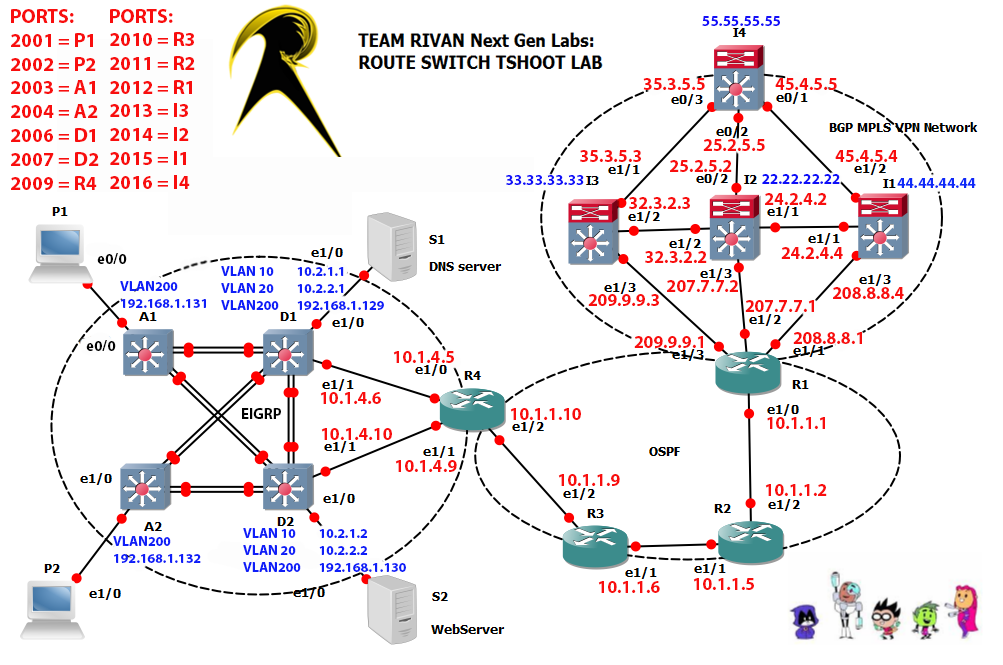 PORTS: PORTS:
2001 = P1 2010 = R3
2002 = P2 2011 = R2
2003 = A1 2012 = R1
2004 = A2 2013 = I3
2006 = D1 2014 = I2
2007 = D2 2015 = I1
2009 = R4 2016 = I4
TEAM RIVAN Next Gen Labs:
ROUTE SWITCH TSHOOT LAB
55.55.55.55
I4
35.3.5.5
e0/3
45.4.5.5
e0/1
e0/2
25.2.5.5
BGP MPLS VPN Network
35.3.5.3
e1/1
25.2.5.2
e0/2
45.4.5.4
e1/2
33.33.33.33 I3
I2 22.22.22.22
I1 44.44.44.44
32.3.2.3
e1/2
24.2.4.2
e1/1
e1/2
32.3.2.2
e1/1
24.2.4.4
e1/3
209.9.9.3
e1/3
207.7.7.2
e1/3
208.8.8.4
207.7.7.1
e1/2
209.9.9.1
e1/3
208.8.8.1
e1/1
R1
e1/0
10.1.1.1
P1
e0/0
S1
DNS server
e1/0
VLAN 10 10.2.1.1
VLAN 20 10.2.2.1
VLAN200 192.168.1.129
VLAN200
192.168.1.131
A1
D1
e1/0
e0/0
10.1.4.5
e1/0
R4
e1/1
10.1.4.6
EIGRP
10.1.1.10
e1/2
10.1.4.10
e1/1
e1/1
10.1.4.9
OSPF
e1/0
e1/0
10.1.1.9
e1/2
10.1.1.2
e1/2
R3
R2
A2
D2
VLAN200
192.168.1.132
VLAN 10 10.2.1.2
VLAN 20 10.2.2.2
VLAN200 192.168.1.130
e1/1
10.1.1.6
e1/1
10.1.1.5
P2
e1/0
e1/0
S2
WebServer